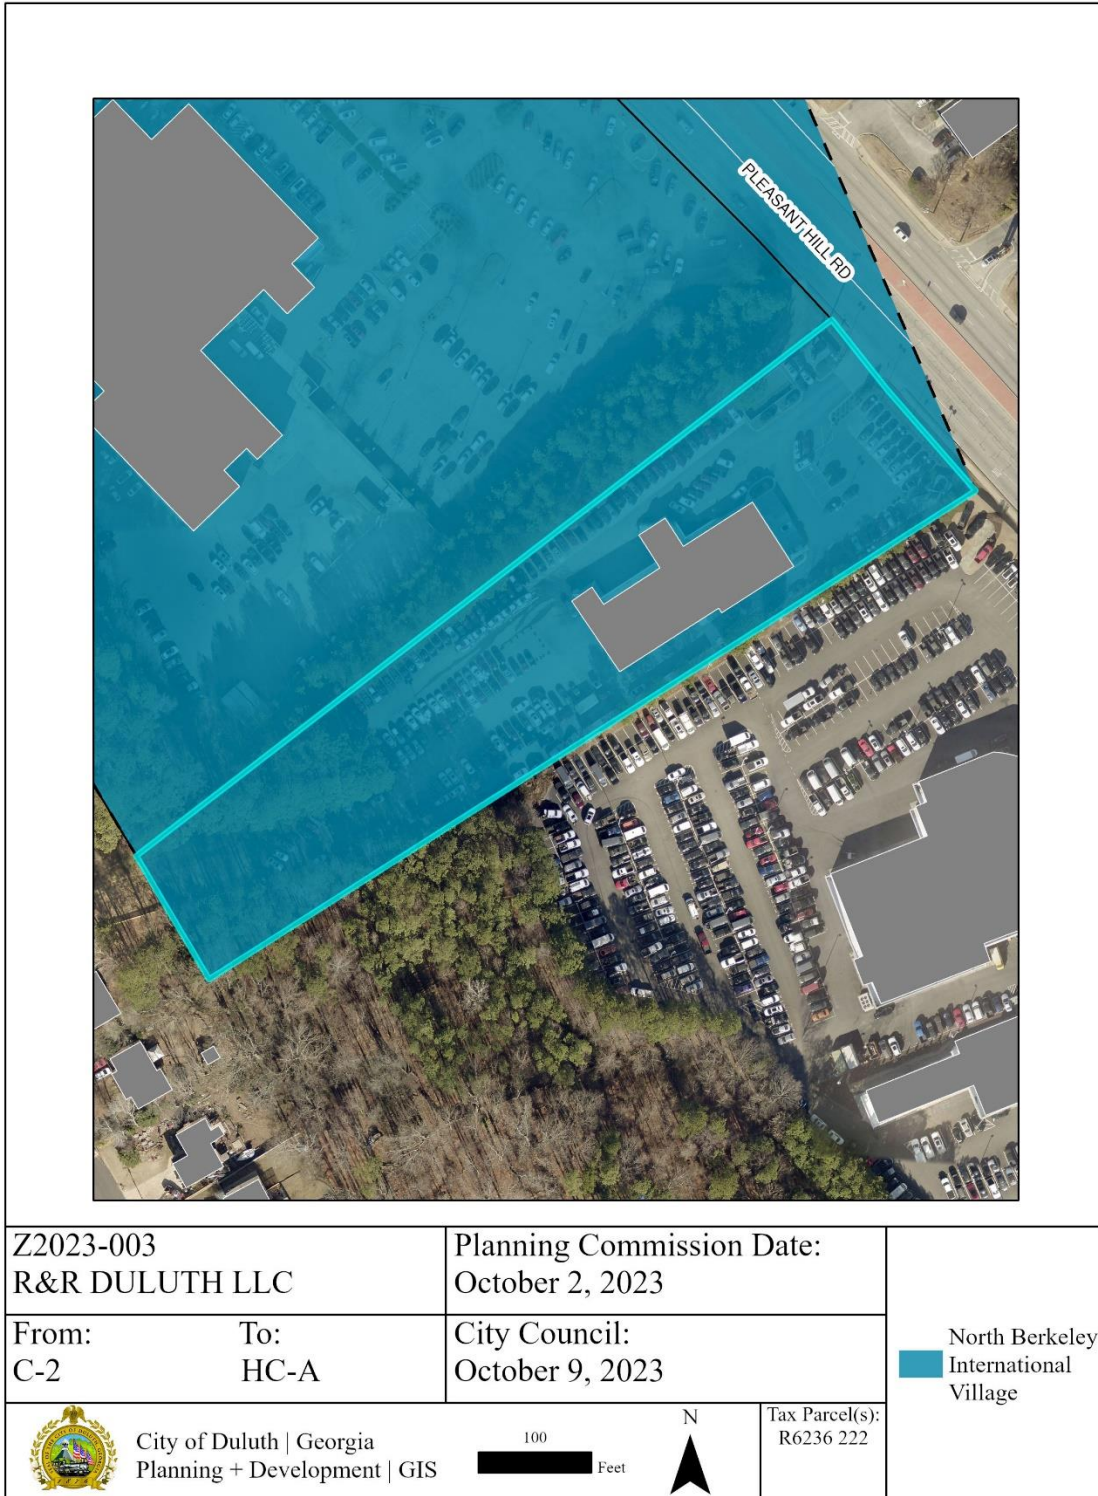 PLEASANT HILL RD
Z2023-003
R&R DULUTH LLC
Planning Commission Date:
October 2, 2023
From:
To:
C-2
HC-A
City Council:
October 9, 2023
North Berkeley
International
Village
City of Duluth | Georgia
Planning + Development | GIS
100
Feet
N
Tax Parcel(s):
R6236 222